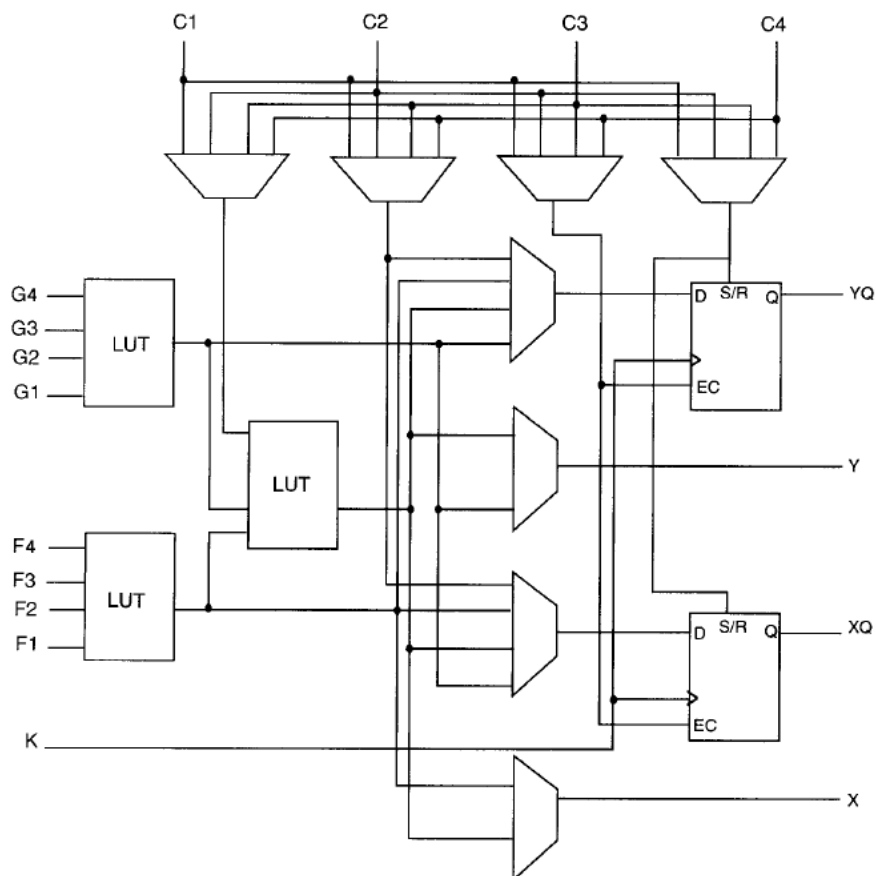 C1 C2 C3 C4
G4
G3
G2
G1
LUT
D S/R Q
EC
YQ
LUT
Y
F4
F3
F2
F1
LUT
D S/R Q
EC
XQ
K
X